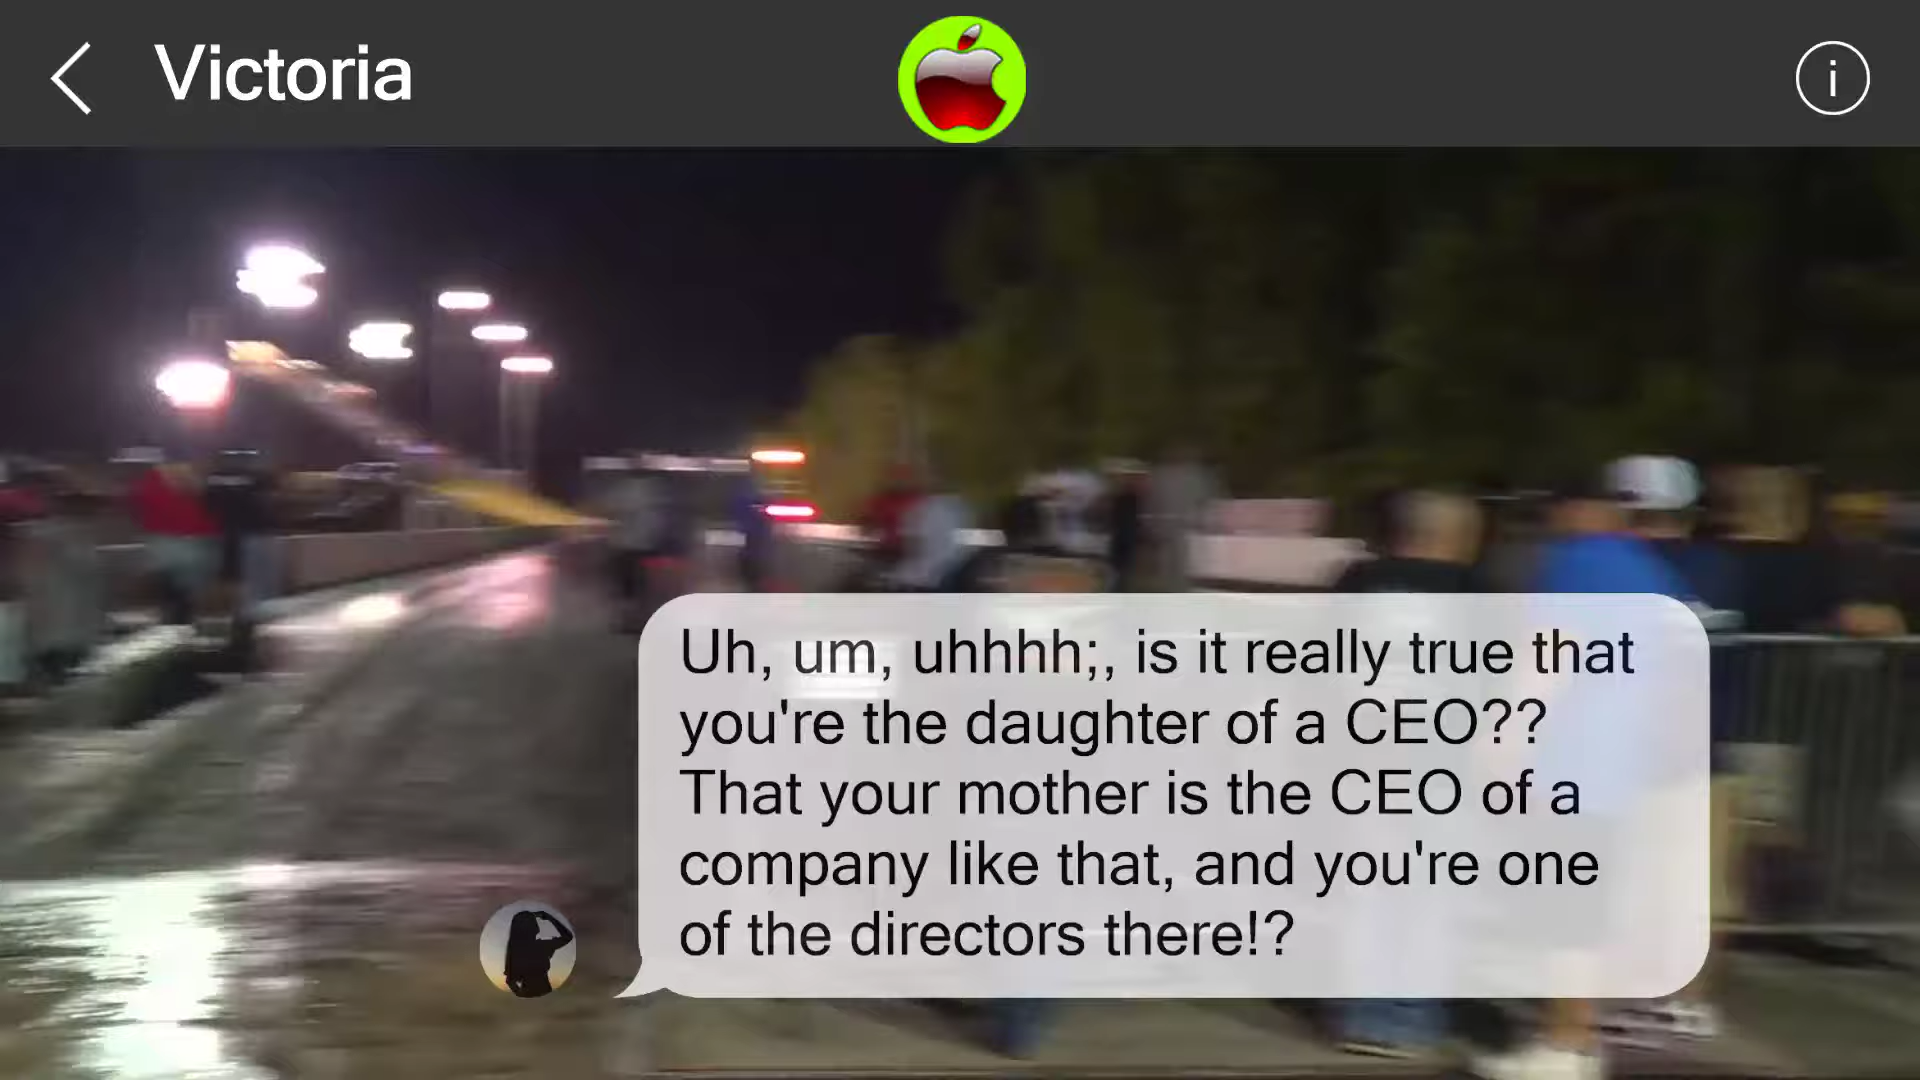 Victoria
i
Uh, um, uhhhh;, is it really true that
you're the daughter of a CEO??
That your mother is the CEO of a
company like that, and you're one
of the directors there!?